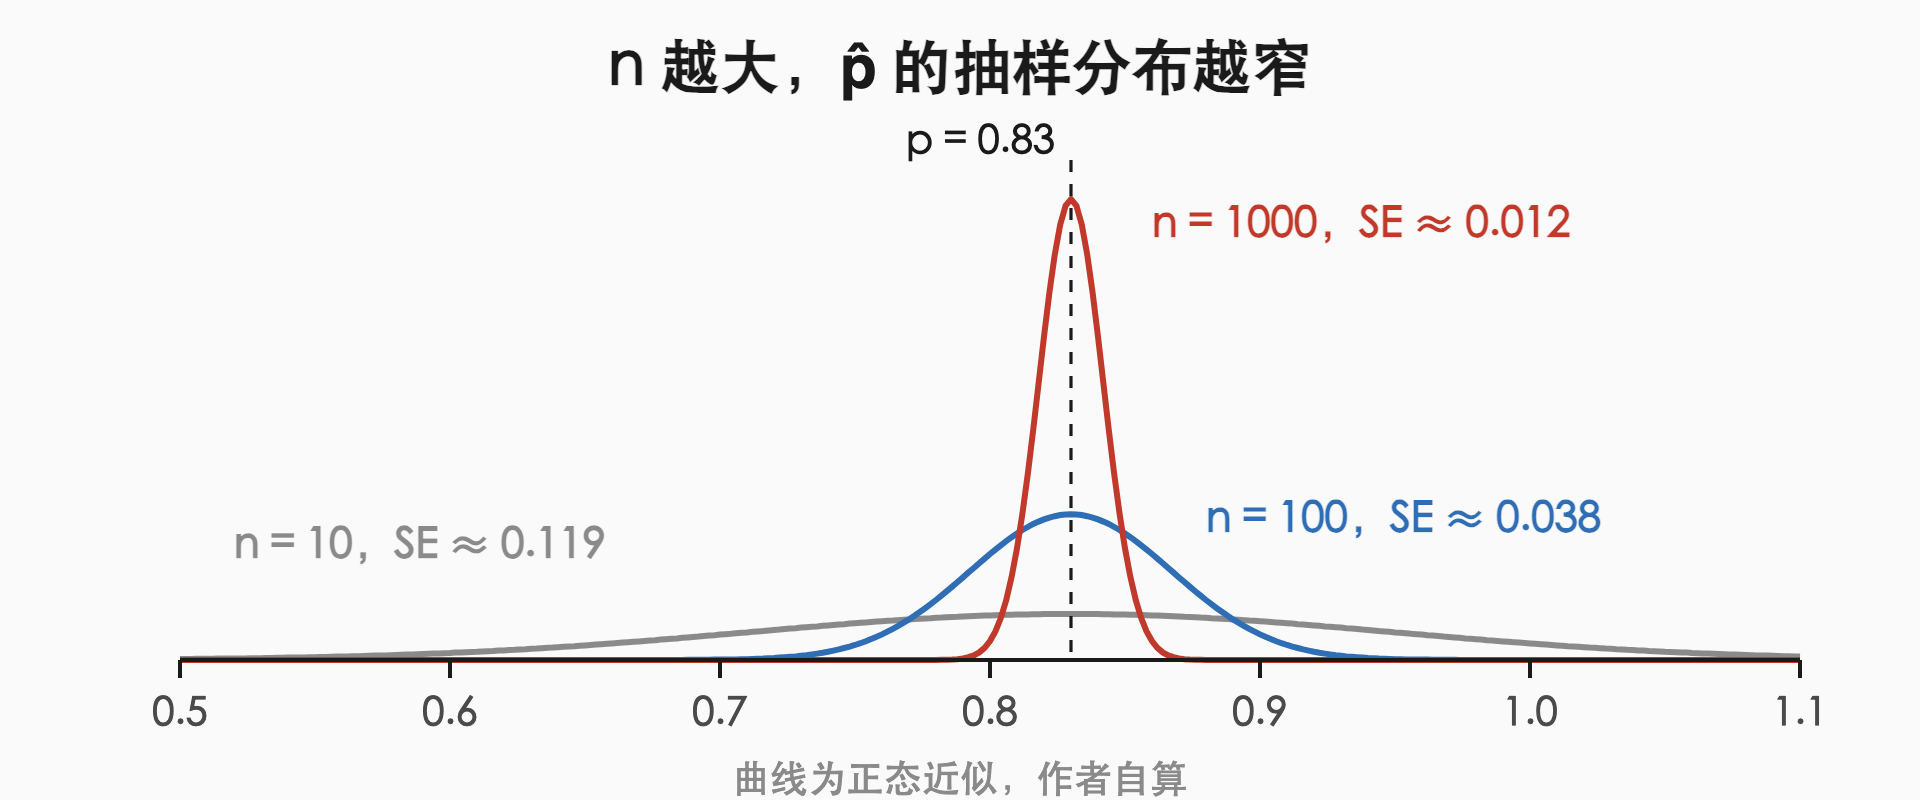 n 越大，p̂ 的抽样分布越窄
p = 0.83
n = 1000，SE ≈ 0.012
n = 100，SE ≈ 0.038
n = 10，SE ≈ 0.119
0.5 0.6 0.7 0.8 0.9 1.0 1.1
曲线为正态近似，作者自算